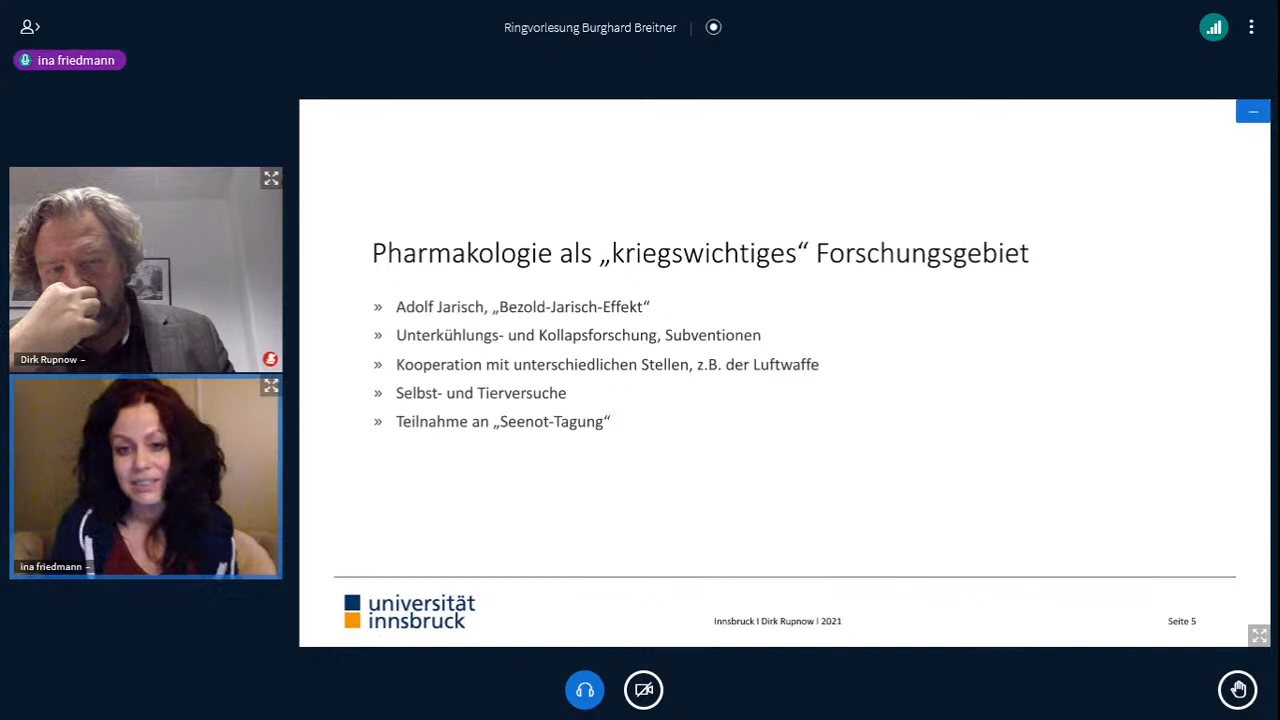 Ringvorlesung Burghard Breitner
ina friedmann
Dirk Rupnow –
ina friedmann –
Pharmakologie als „kriegswichtiges“ Forschungsgebiet
» Adolf Jarisch, „Bezold-Jarisch-Effekt“
» Unterkühlungs- und Kollapsforschung, Subventionen
» Kooperation mit unterschiedlichen Stellen, z.B. der Luftwaffe
» Selbst- und Tierversuche
» Teilnahme an „Seenot-Tagung“
universität
innsbruck
Innsbruck I Dirk Rupnow I 2021
Seite 5